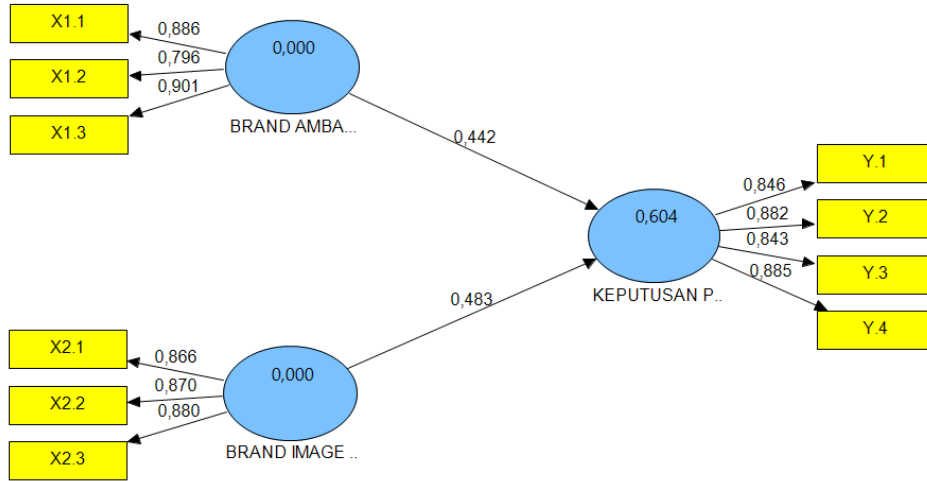 X1.1
0,886
0,000
X1.2
0,796
0,901
X1.3
BRAND AMBA...
0,442
Y.1
0,846
0,604
0,882
Y.2
0,843
Y.3
0,885
KEPUTUSAN P..
0,483
Y.4
X2.1
0,866
0,000
X2.2
0,870
0,880
X2.3
BRAND IMAGE ..